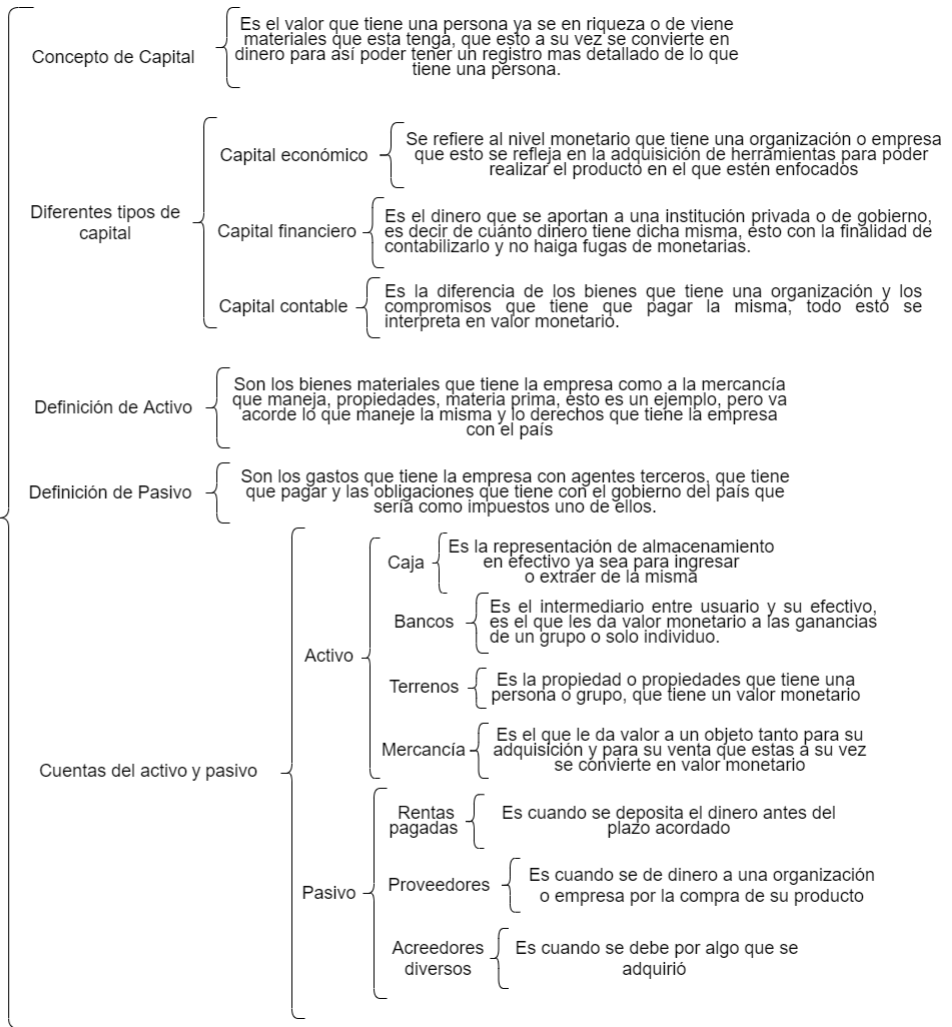 Concepto de Capital
Es el valor que tiene una persona ya se en riqueza o de viene
materiales que esta tenga, que esto a su vez se convierte en
dinero para así poder tener un registro mas detallado de lo que
tiene una persona.
Diferentes tipos de
capital
Capital económico
Se refiere al nivel monetario que tiene una organización o empresa
que esto se refleja en la adquisición de herramientas para poder
realizar el producto en el que estén enfocados
Capital financiero
Es el dinero que se aportan a una institución privada o de gobierno,
es decir de cuánto dinero tiene dicha misma, esto con la finalidad de
contabilizarlo y no haiga fugas de monetarias.
Capital contable
Es la diferencia de los bienes que tiene una organización y los
compromisos que tiene que pagar la misma, todo esto se
interpreta en valor monetario.
Definición de Activo
Son los bienes materiales que tiene la empresa como a la mercancía
que maneja, propiedades, materia prima, esto es un ejemplo, pero va
acorde lo que maneje la misma y lo derechos que tiene la empresa
con el país
Definición de Pasivo
Son los gastos que tiene la empresa con agentes terceros, que tiene
que pagar y las obligaciones que tiene con el gobierno del país que
sería como impuestos uno de ellos.
Cuentas del activo y pasivo
Activo
Caja
Es la representación de almacenamiento
en efectivo ya sea para ingresar
o extraer de la misma
Bancos
Es el intermediario entre usuario y su efectivo,
es el que les da valor monetario a las ganancias
de un grupo o solo individuo.
Terrenos
Es la propiedad o propiedades que tiene una
persona o grupo, que tiene un valor monetario
Mercancía
Es el que le da valor a un objeto tanto para su
adquisición y para su venta que estas a su vez
se convierte en valor monetario
Pasivo
Rentas
pagadas
Es cuando se deposita el dinero antes del
plazo acordado
Proveedores
Es cuando se de dinero a una organización
o empresa por la compra de su producto
Acreedores
diversos
Es cuando se debe por algo que se
adquirió